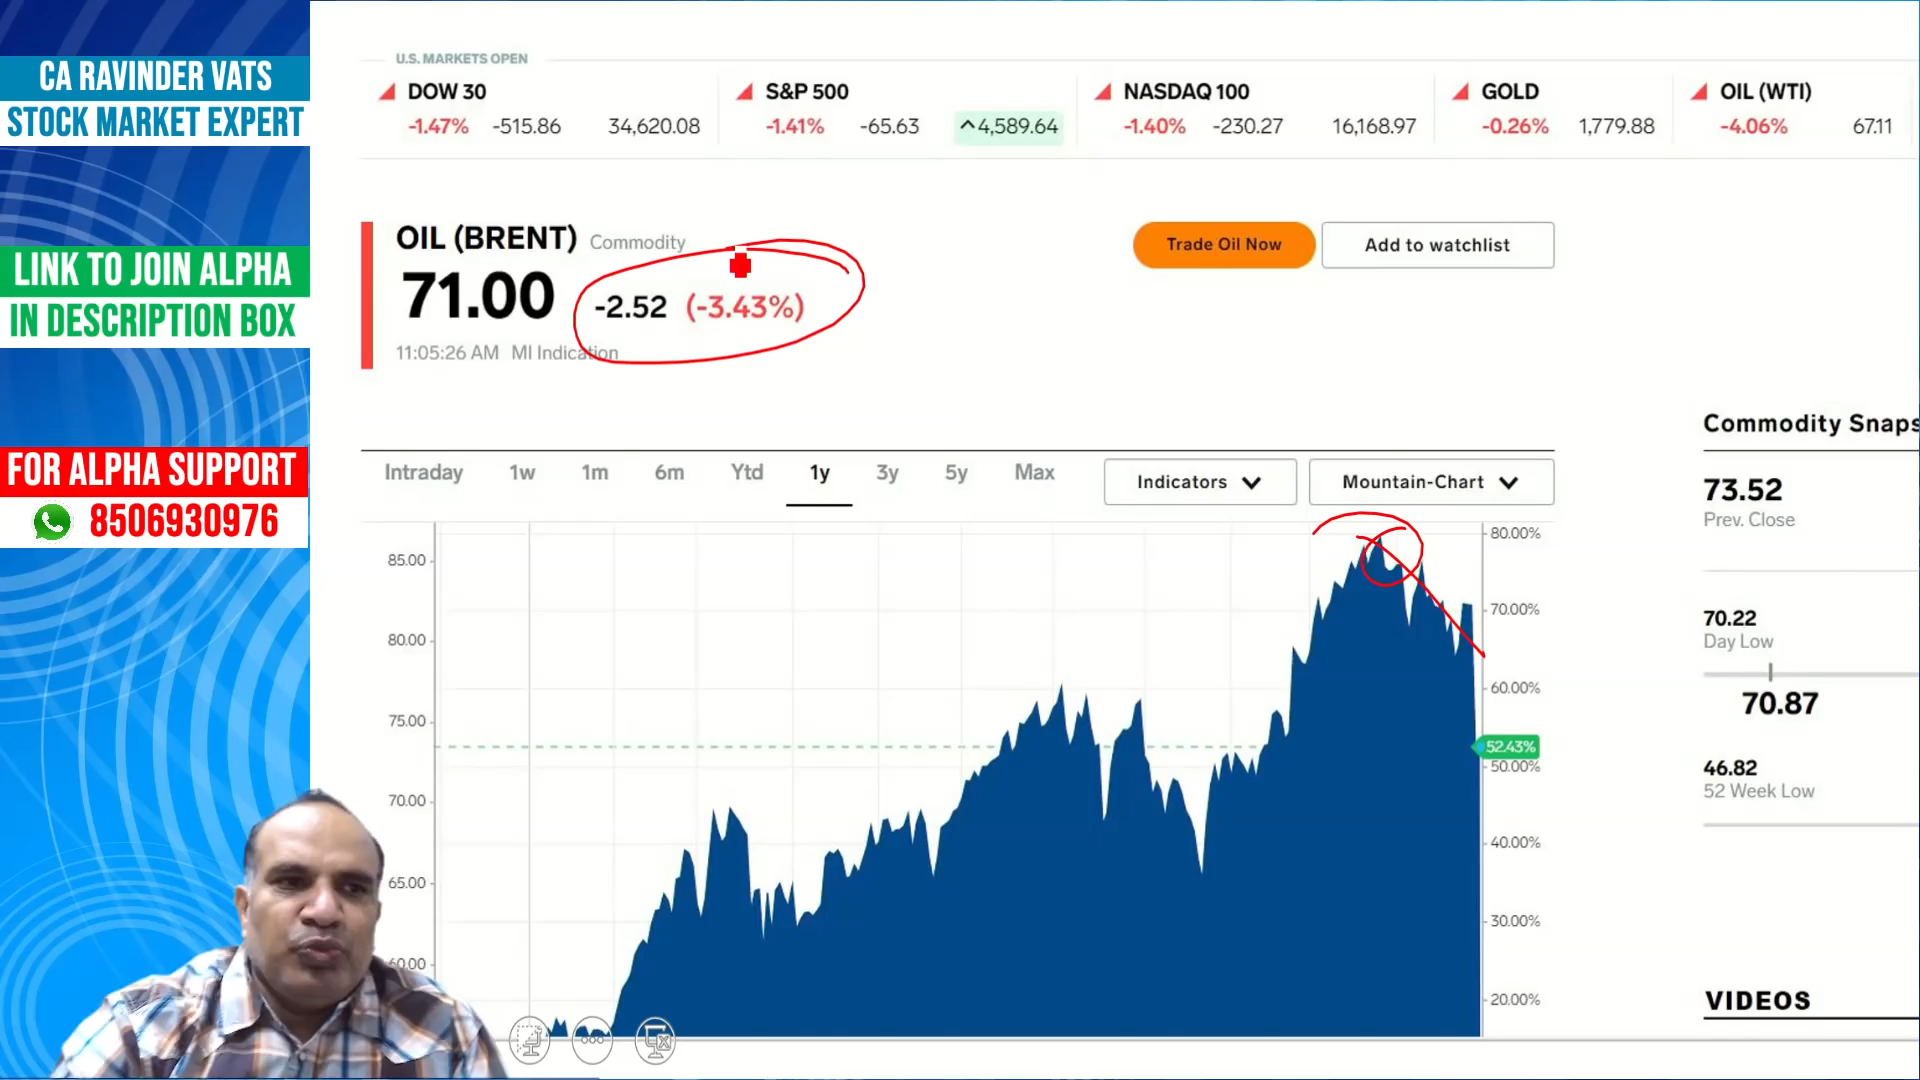 CA RAVINDER VATS
STOCK MARKET EXPERT
LINK TO JOIN ALPHA
IN DESCRIPTION BOX
FOR ALPHA SUPPORT
8506930976
U.S. MARKETS OPEN
DOW 30
-1.47% -515.86 34,620.08
S&P 500
-1.41% -65.63 ^4,589.64
NASDAQ 100
-1.40% -230.27 16,168.97
GOLD
-0.26% 1,779.88
OIL (WTI)
-4.06% 67.11
OIL (BRENT) Commodity
71.00 -2.52 (-3.43%)
11:05:26 AM MI Indication
Trade Oil Now
Add to watchlist
Intraday 1w 1m 6m Ytd 1y 3y 5y Max
Indicators
Mountain-Chart
85.00
80.00
75.00
70.00
65.00
60.00
80.00%
70.00%
60.00%
52.43%
50.00%
40.00%
30.00%
20.00%
Commodity Snaps
73.52
Prev. Close
70.22
Day Low
70.87
46.82
52 Week Low
VIDEOS